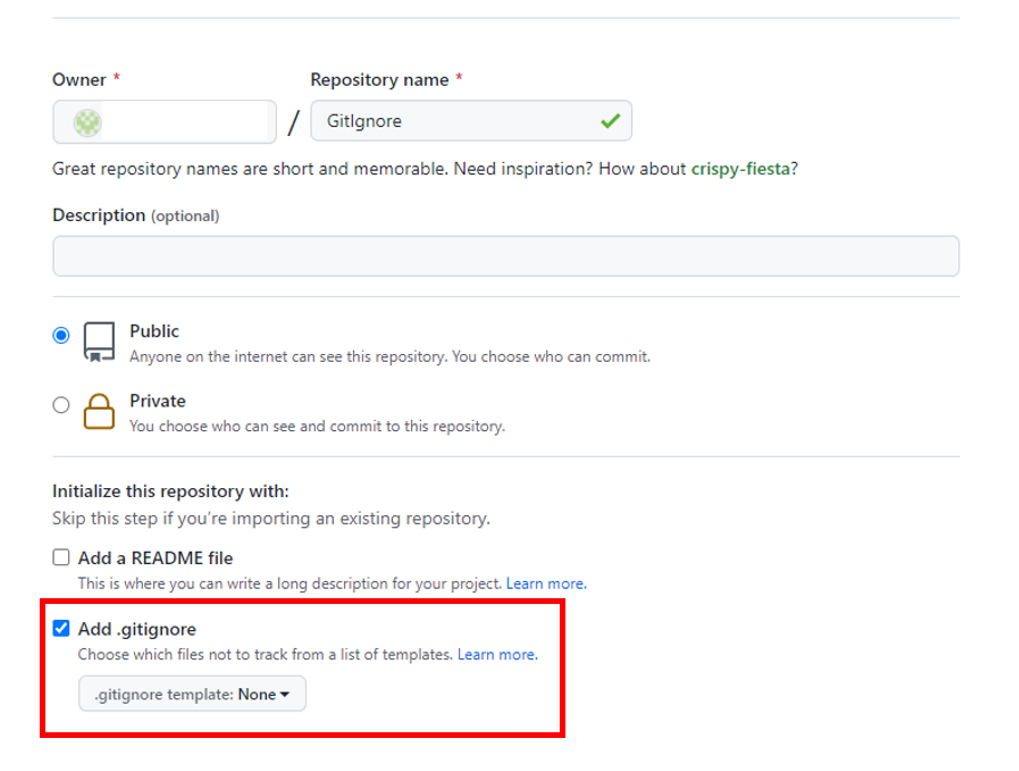 Owner * Repository name *
/ GitIgnore
Great repository names are short and memorable. Need inspiration? How about crispy-fiesta?
Description (optional)
Public
Anyone on the internet can see this repository. You choose who can commit.
Private
You choose who can see and commit to this repository.
Initialize this repository with:
Skip this step if you're importing an existing repository.
Add a README file
This is where you can write a long description for your project. Learn more.
Add .gitignore
Choose which files not to track from a list of templates. Learn more.
.gitignore template: None